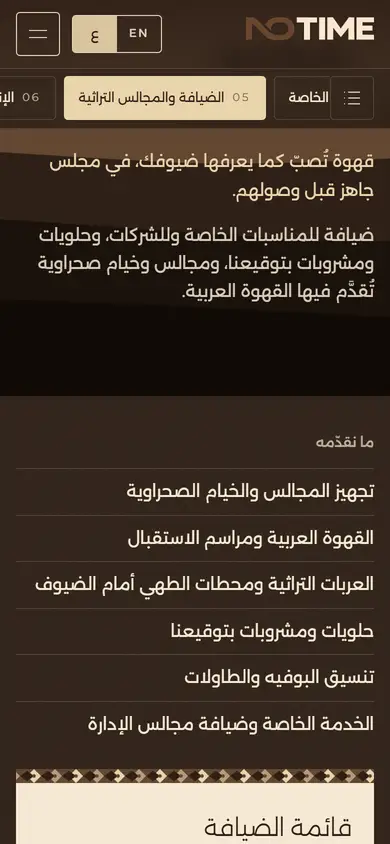 NOTIME
EN
ع
الخاصة
05 الضيافة والمجالس التراثية
06
قهوة تُصبّ كما يعرفها ضيوفك، في مجلس
جاهز قبل وصولهم.
ضيافة للمناسبات الخاصة وللشركات، وحلويات
ومشروبات بتوقيعنا، ومجالس وخيام صحراوية
تُقدَّم فيها القهوة العربية.
ما نقدّمه
تجهيز المجالس والخيام الصحراوية
القهوة العربية ومراسم الاستقبال
العربات التراثية ومحطات الطهي أمام الضيوف
حلويات ومشروبات بتوقيعنا
تنسيق البوفيه والطاولات
الخدمة الخاصة وضيافة مجالس الإدارة
قائمة الضيافة